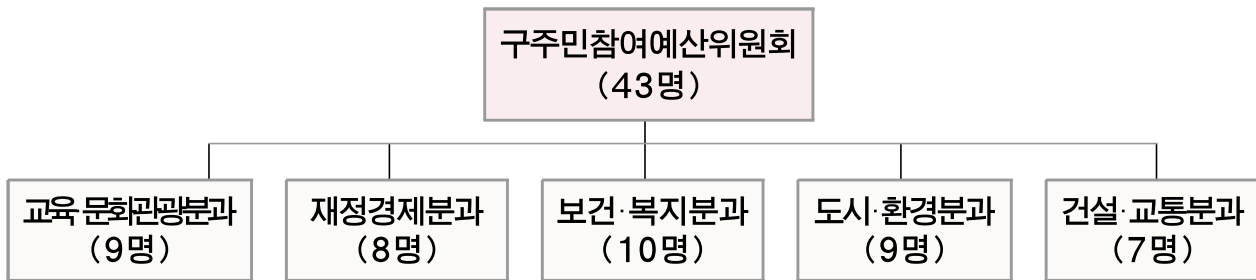 구주민참여예산위원회
(43명)
교육·문화관광분과
(9명)
재정경제분과
(8명)
보건·복지분과
(10명)
도시·환경분과
(9명)
건설·교통분과
(7명)